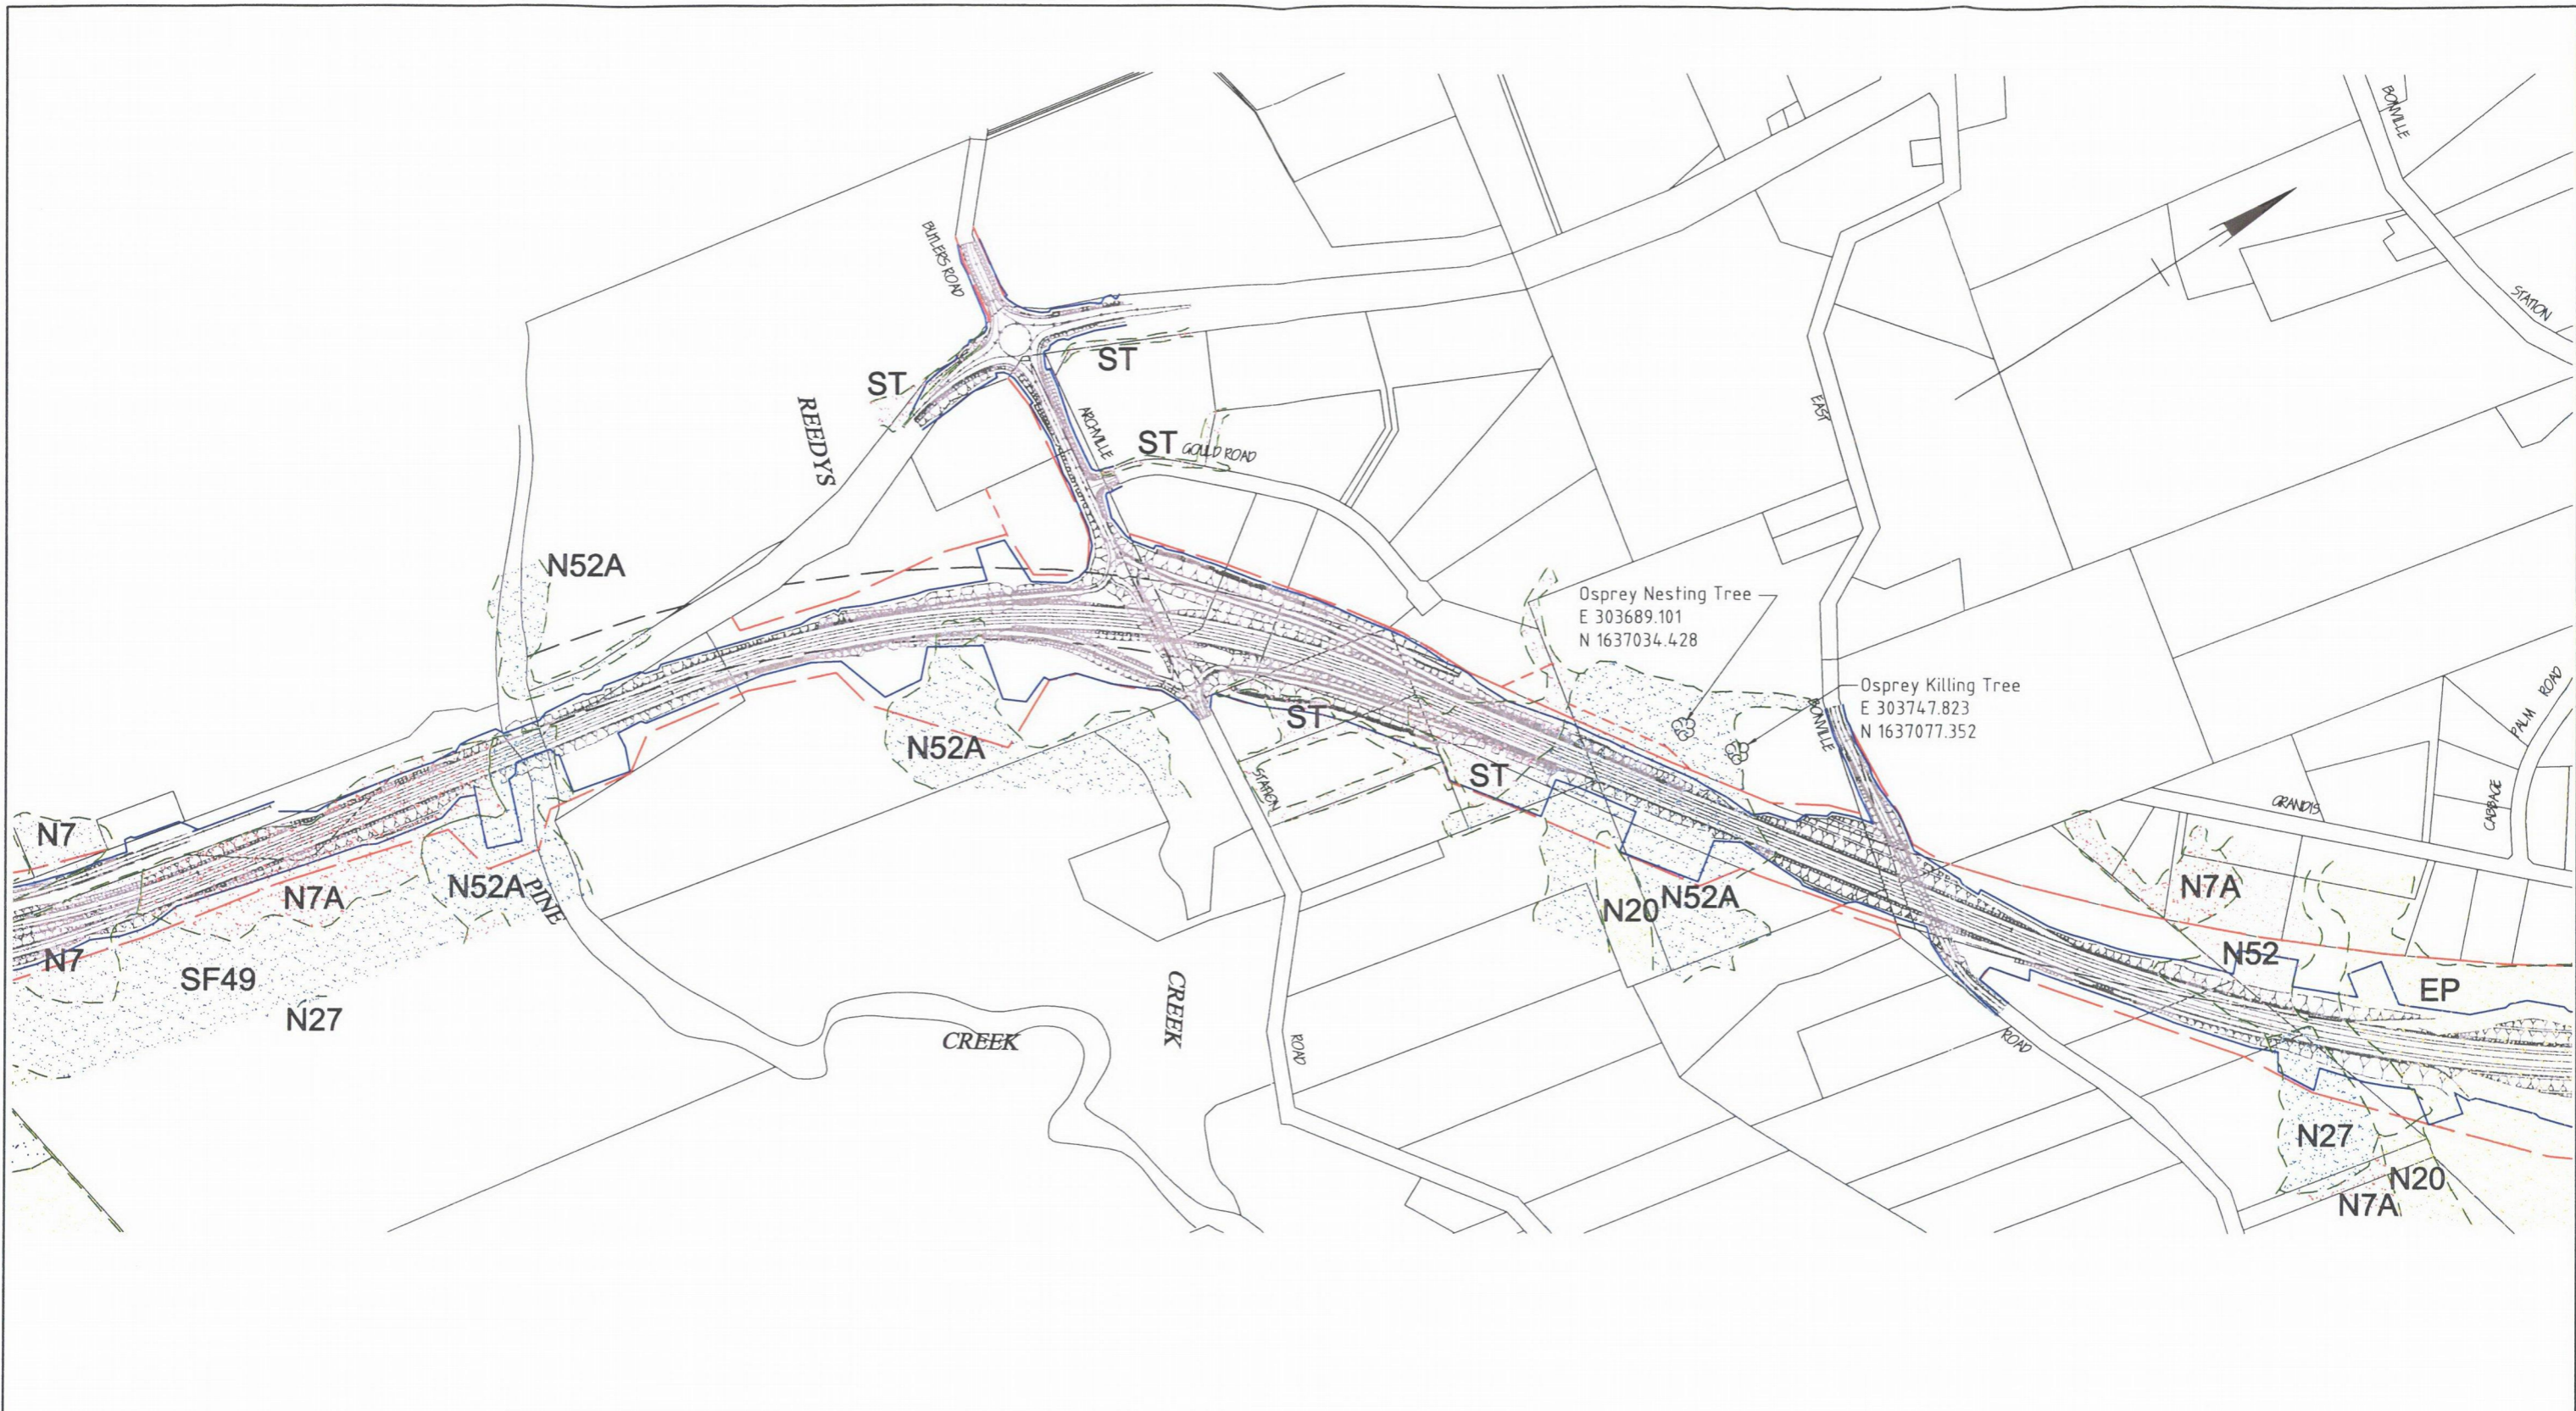 BONVILLE
STATION
BUTLERS ROAD
ST
ST
REEDYS
ARCHVILLE
ST
GOULD ROAD
EAST
N52A
Osprey Nesting Tree
E 303689.101
N 1637034.428
Osprey Killing Tree
E 303747.823
N 1637077.352
BONVILLE
PALM ROAD
CABBAGE
GRANDIS
ST
N52A
STATION
ST
N7
N7A
N52A
PINE
N20
N52A
N7A
N7
SF49
N27
N52
EP
CREEK
CREEK
ROAD
ROAD
N27
N20
N7A